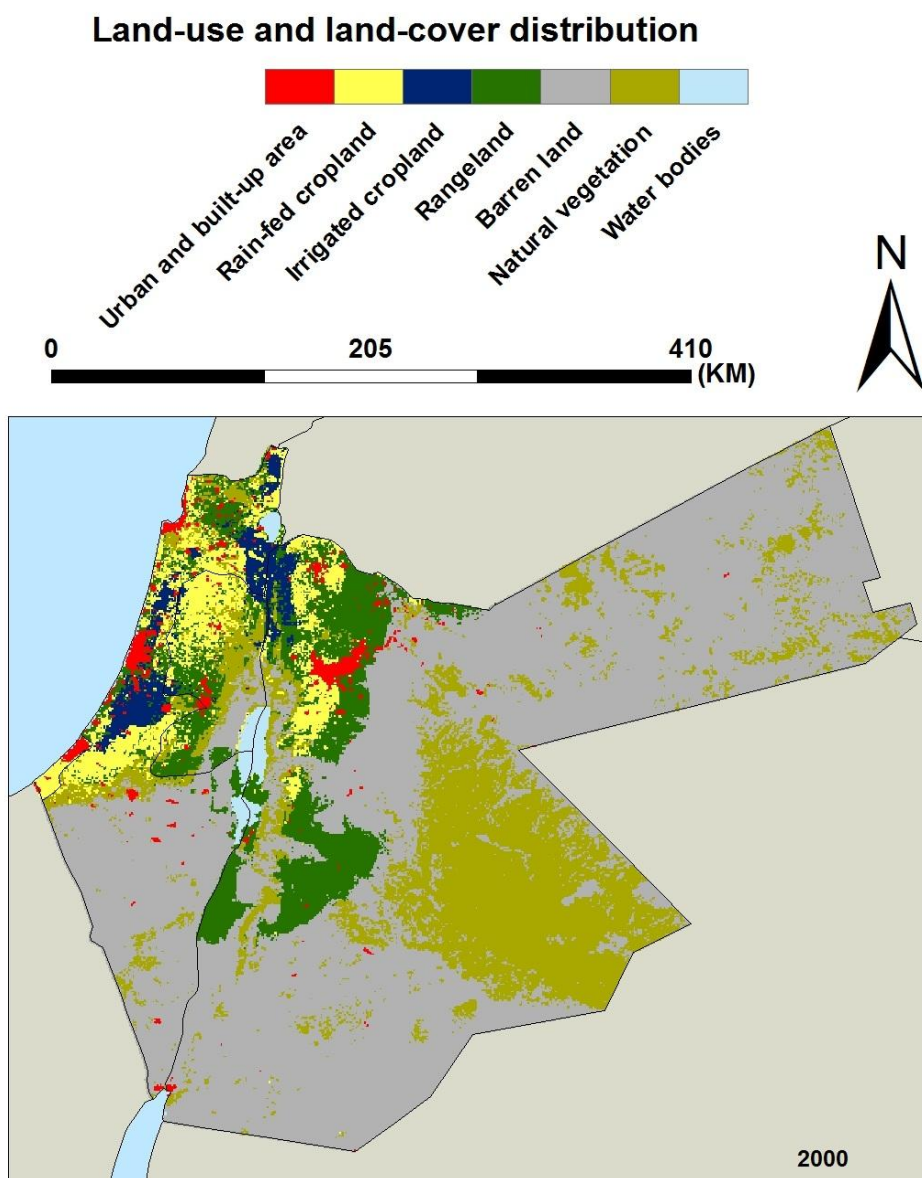 Land-use and land-cover distribution
Urban and built-up area
Rain-fed cropland
Irrigated cropland
Rangeland
Barren land
Natural vegetation
Water bodies
N
0 205 410
(KM)
2000